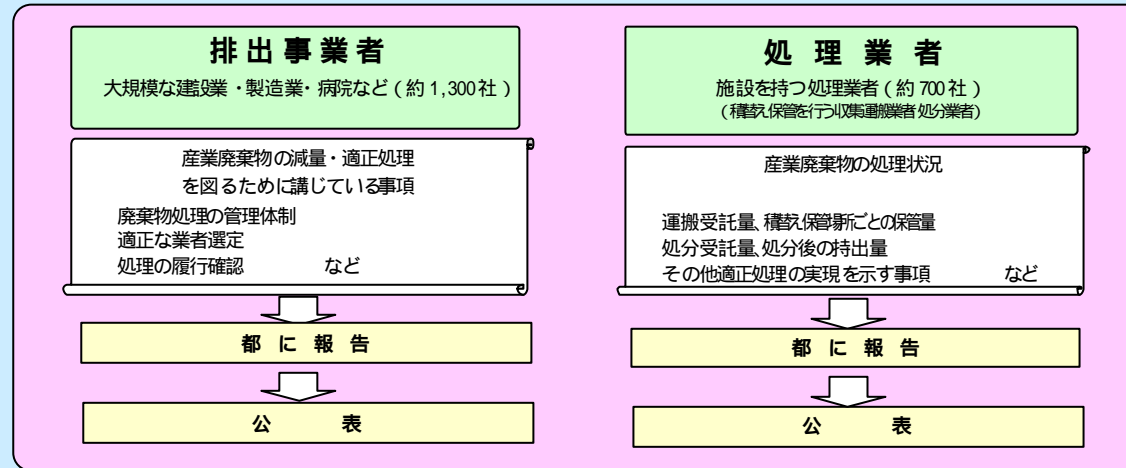 排出事業者
大規模な建設業・製造業・病院など(約1,300社)
産業廃棄物の減量・適正処理
を図るために講じている事項
廃棄物処理の管理体制
適正な業者選定
処理の履行確認 など
都に報告
公表
処理業者
施設を持つ処理業者(約700社)
(積替え保管を行う収集運搬業者 処分業者)
産業廃棄物の処理状況
運搬受託量、積替え保管場所ごとの保管量
処分受託量、処分後の持出量
その他適正処理の実現を示す事項 など
都に報告
公表